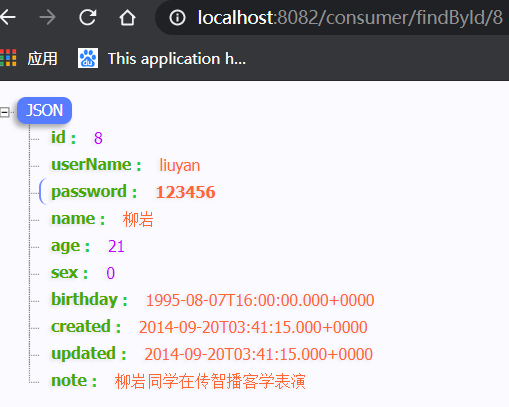 localhost:8082/consumer/findById/8
应用 This application h...
JSON
id : 8
userName : liuyan
password : 123456
name : 柳岩
age : 21
sex : 0
birthday : 1995-08-07T16:00:00.000+0000
created : 2014-09-20T03:41:15.000+0000
updated : 2014-09-20T03:41:15.000+0000
note : 柳岩同学在传智播客学表演